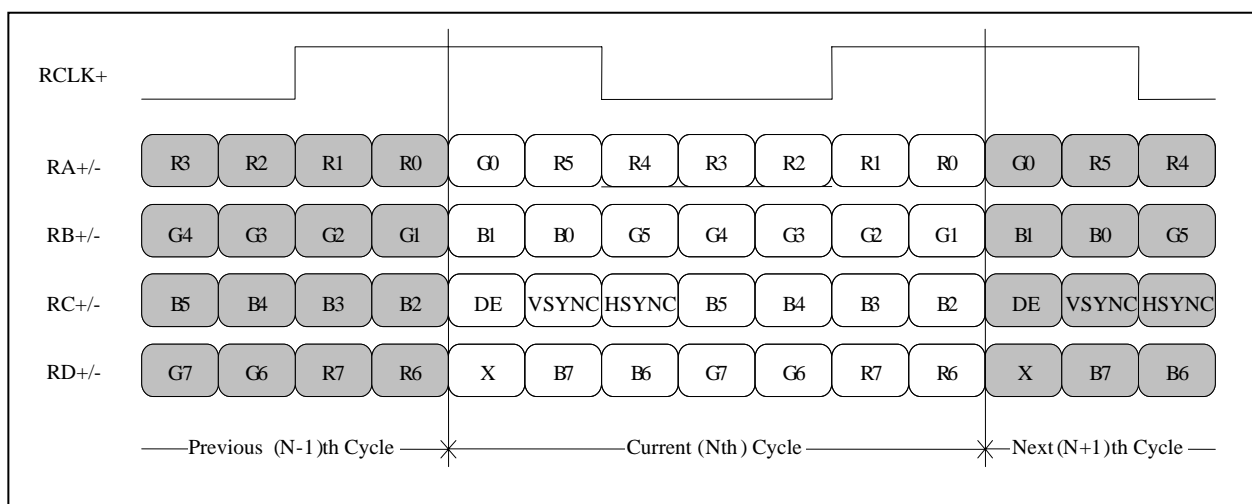 RCLK+
RA+/- R3 R2 R1 R0 G0 R5 R4 R3 R2 R1 R0 G0 R5 R4
RB+/- G4 G3 G2 G1 B1 B0 G5 G4 G3 G2 G1 B1 B0 G5
RC+/- B5 B4 B3 B2 DE VSYNC HSYNC B5 B4 B3 B2 DE VSYNC HSYNC
RD+/- G7 G6 R7 R6 X B7 B6 G7 G6 R7 R6 X B7 B6
Previous (N-1)th Cycle Current (Nth) Cycle Next (N+1)th Cycle